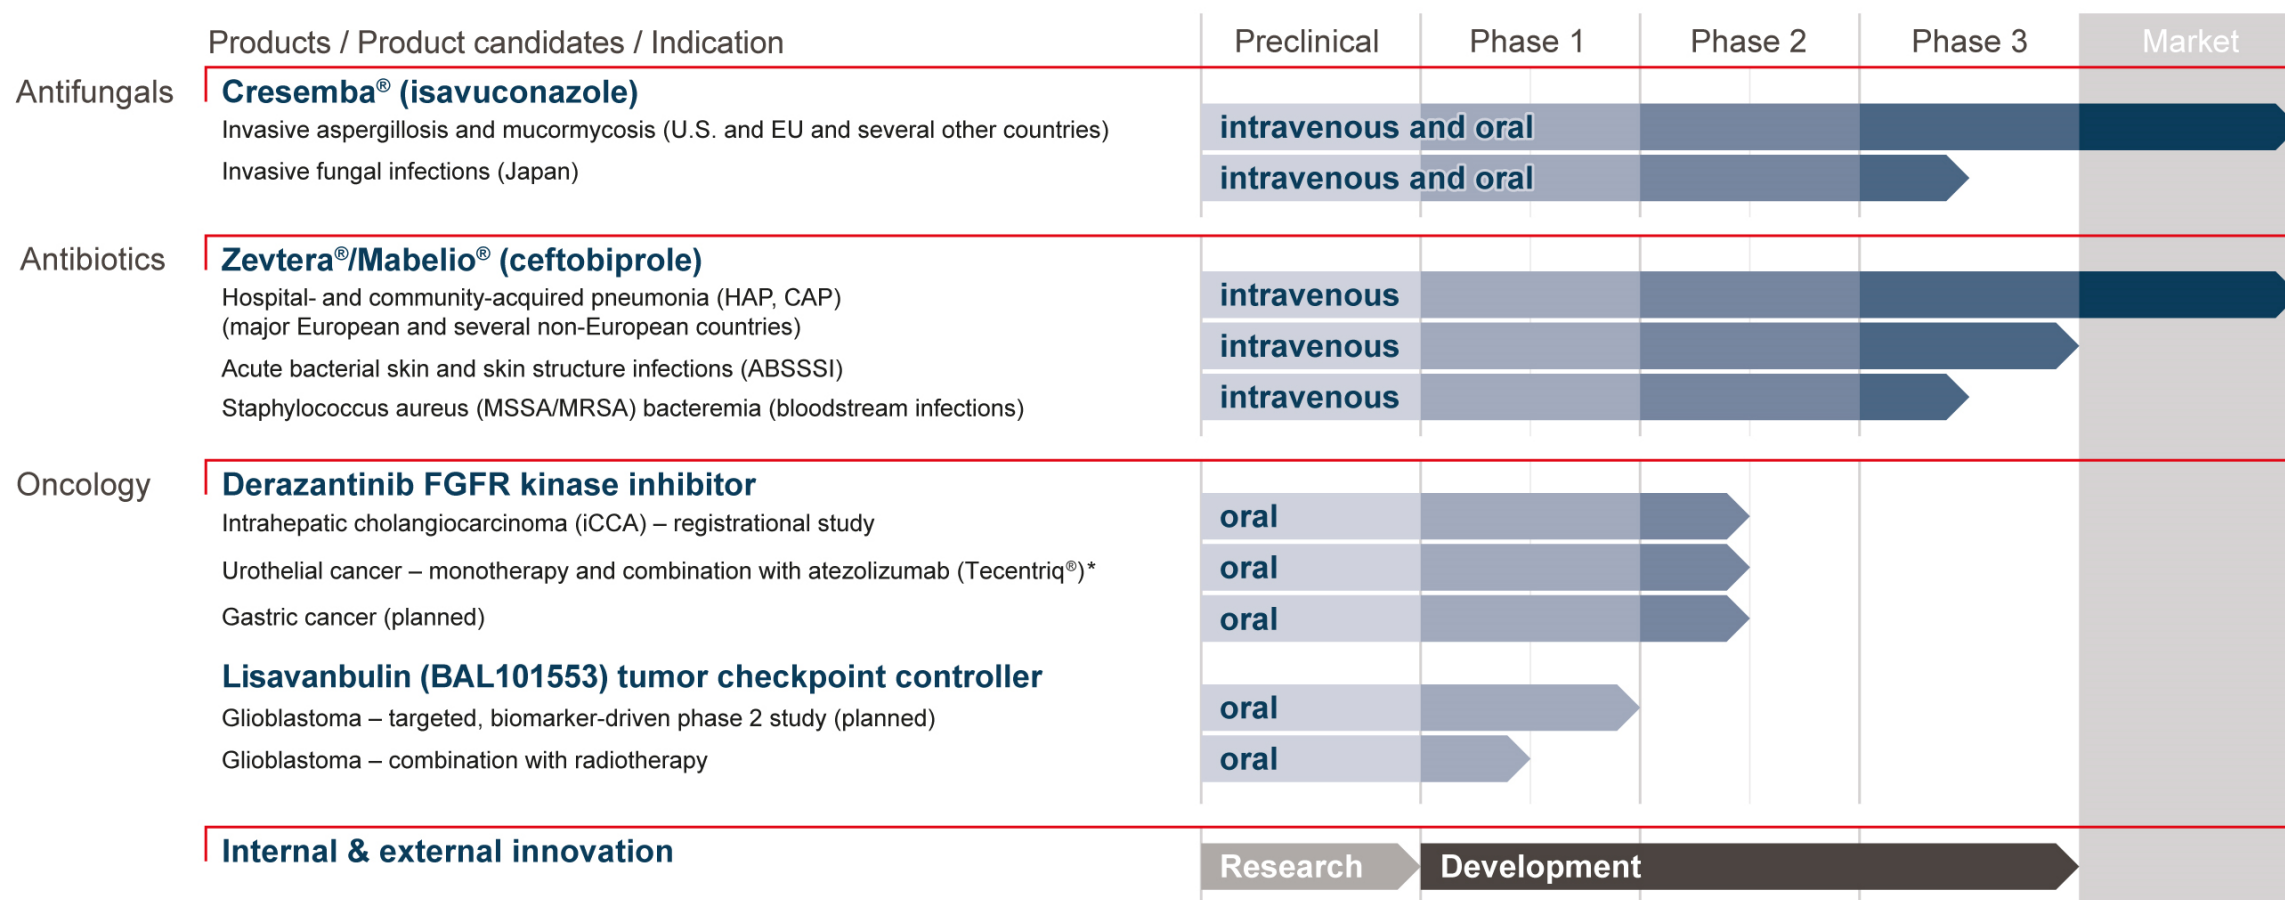 Products / Product candidates / Indication Preclinical Phase 1 Phase 2 Phase 3 Market
Antifungals
Cresemba® (isavuconazole)
Invasive aspergillosis and mucormycosis (U.S. and EU and several other countries) intravenous and oral
Invasive fungal infections (Japan) intravenous and oral
Antibiotics
Zevtera®/Mabelio® (ceftobiprole)
Hospital- and community-acquired pneumonia (HAP, CAP) intravenous
(major European and several non-European countries)
Acute bacterial skin and skin structure infections (ABSSSI) intravenous
Staphylococcus aureus (MSSA/MRSA) bacteremia (bloodstream infections) intravenous
Oncology
Derazantinib FGFR kinase inhibitor
Intrahepatic cholangiocarcinoma (iCCA) – registrational study oral
Urothelial cancer – monotherapy and combination with atezolizumab (Tecentriq®)* oral
Gastric cancer (planned) oral
Lisavanbulin (BAL101553) tumor checkpoint controller
Glioblastoma – targeted, biomarker-driven phase 2 study (planned) oral
Glioblastoma – combination with radiotherapy oral
Internal & external innovation Research Development